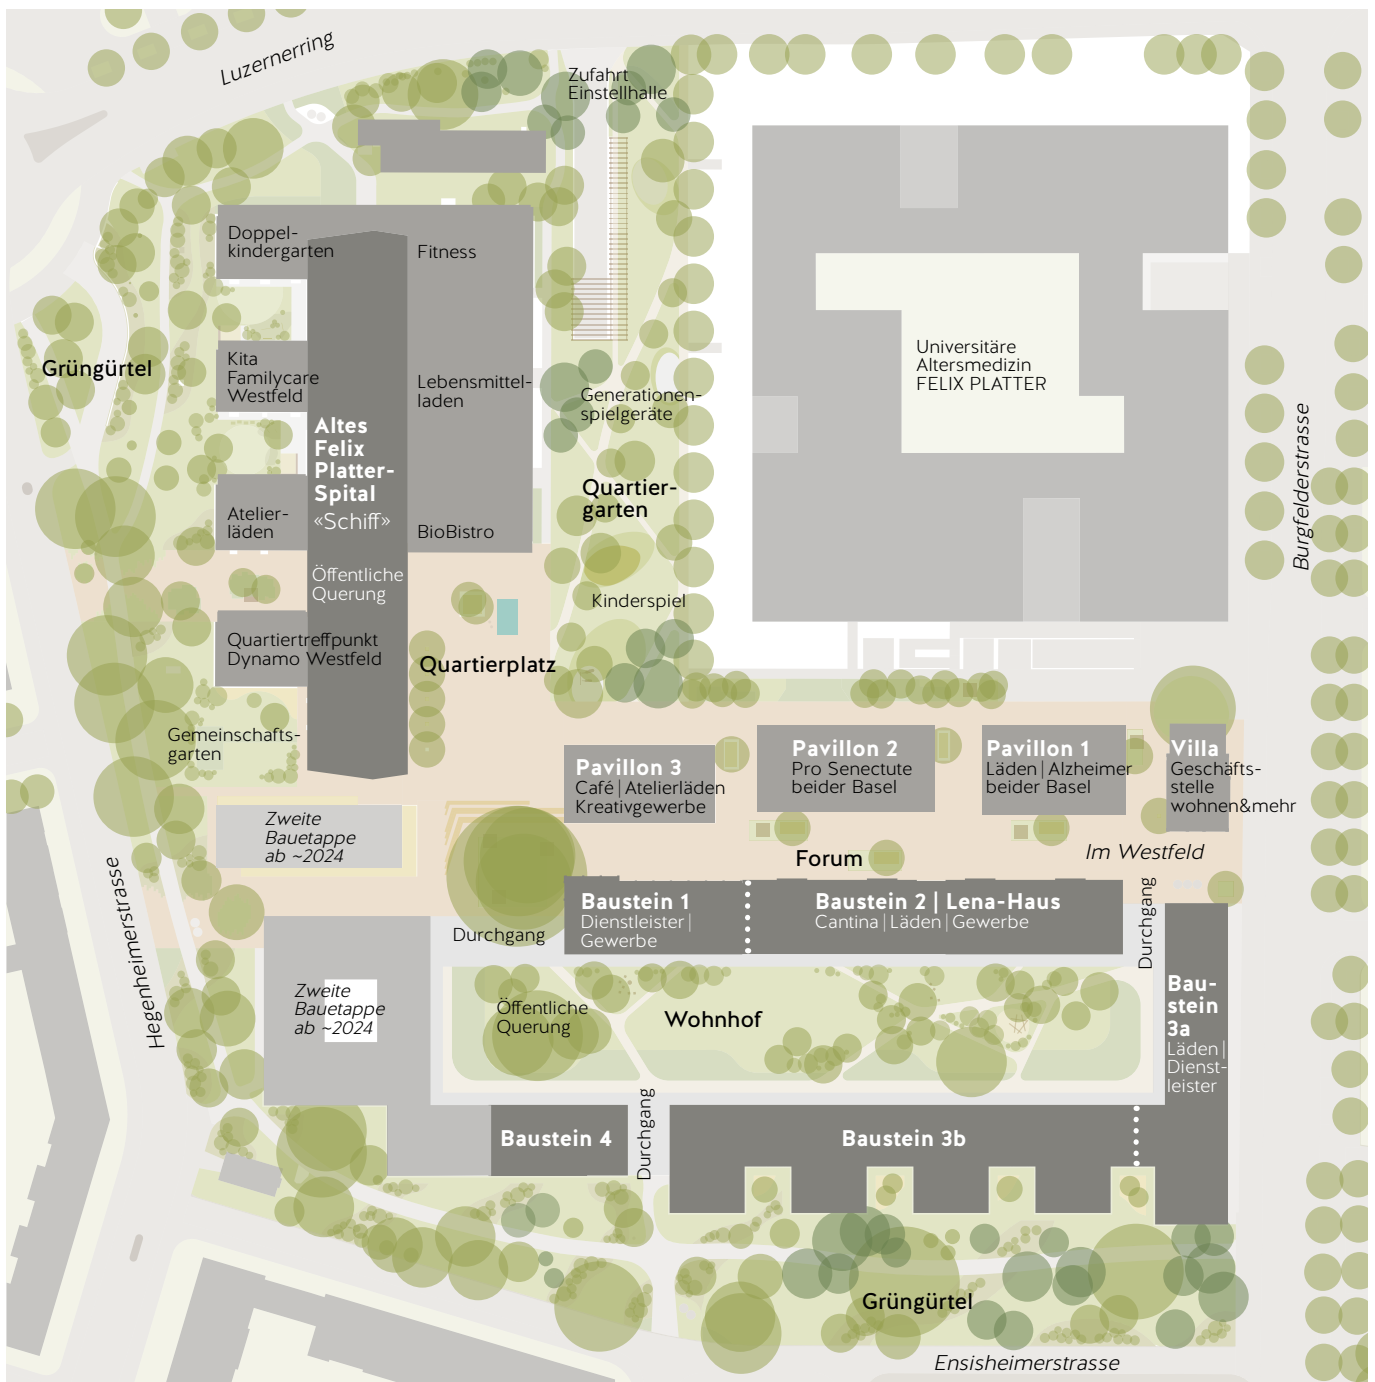 Luzernerring
Zufahrt
Einstellhalle
Doppel-
kindergarten
Fitness
Grüngürtel
Kita
Familycare
Westfeld
Lebensmittel-
laden
Generationen-
spielgeräte
Universitäre
Altersmedizin
FELIX PLATTER
Altes
Felix
Platter-
Spital
«Schiff»
Atelier-
läden
BioBistro
Quartier-
garten
Burgfelderstrasse
Öffentliche
Querung
Kinderspiel
Quartiertreffpunkt
Dynamo Westfeld
Quartierplatz
Gemeinschafts-
garten
Pavillon 3
Café | Atelierläden
Kreativgewerbe
Pavillon 2
Pro Senectute
beider Basel
Pavillon 1
Läden | Alzheimer
beider Basel
Villa
Geschäfts-
stelle
wohnen&mehr
Zweite
Bauetappe
ab ~2024
Forum
Im Westfeld
Hegenheimerstrasse
Durchgang
Baustein 1
Dienstleister |
Gewerbe
Baustein 2 | Lena-Haus
Cantina | Läden | Gewerbe
Durchgang
Zweite
Bauetappe
ab ~2024
Öffentliche
Querung
Wohnhof
Bau-
stein
3a
Läden |
Dienst-
leister
Baustein 4
Durchgang
Baustein 3b
Grüngürtel
Ensisheimerstrasse